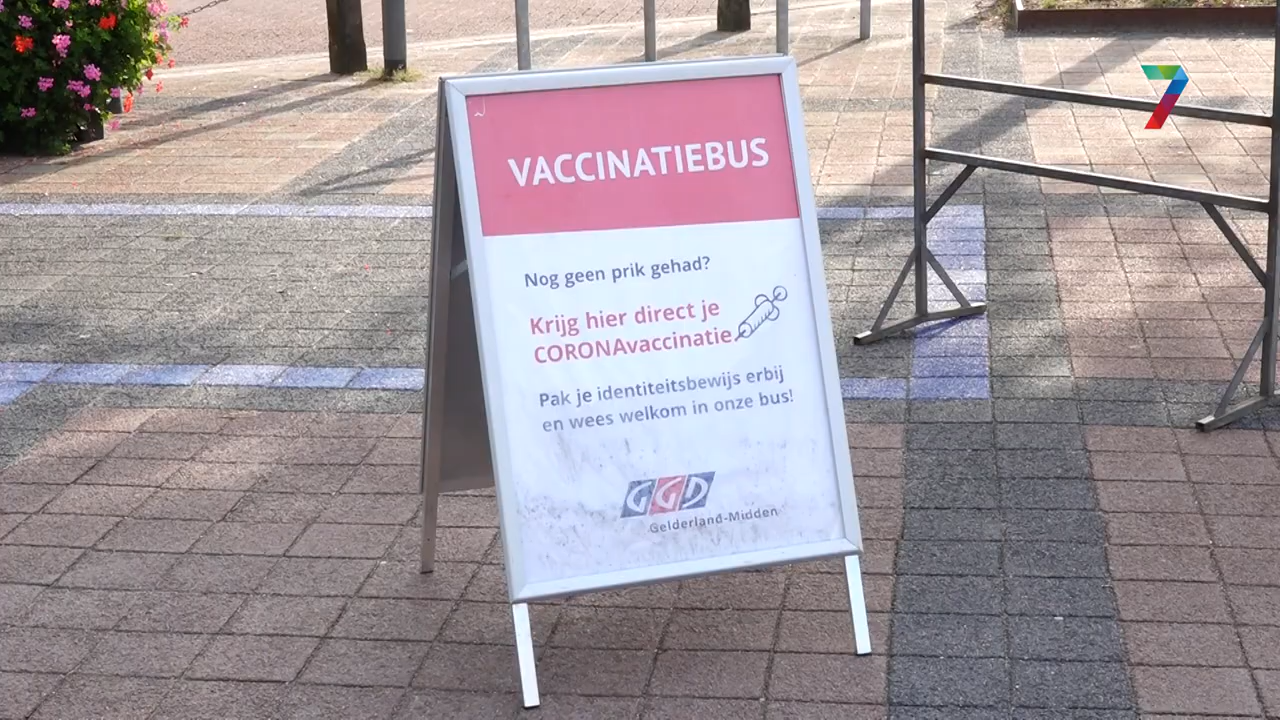 7
VACCINATIEBUS
Nog geen prik gehad?
Krijg hier direct je
CORONAvaccinatie
Pak je identiteitsbewijs erbij
en wees welkom in onze bus!
GGD
Gelderland-Midden